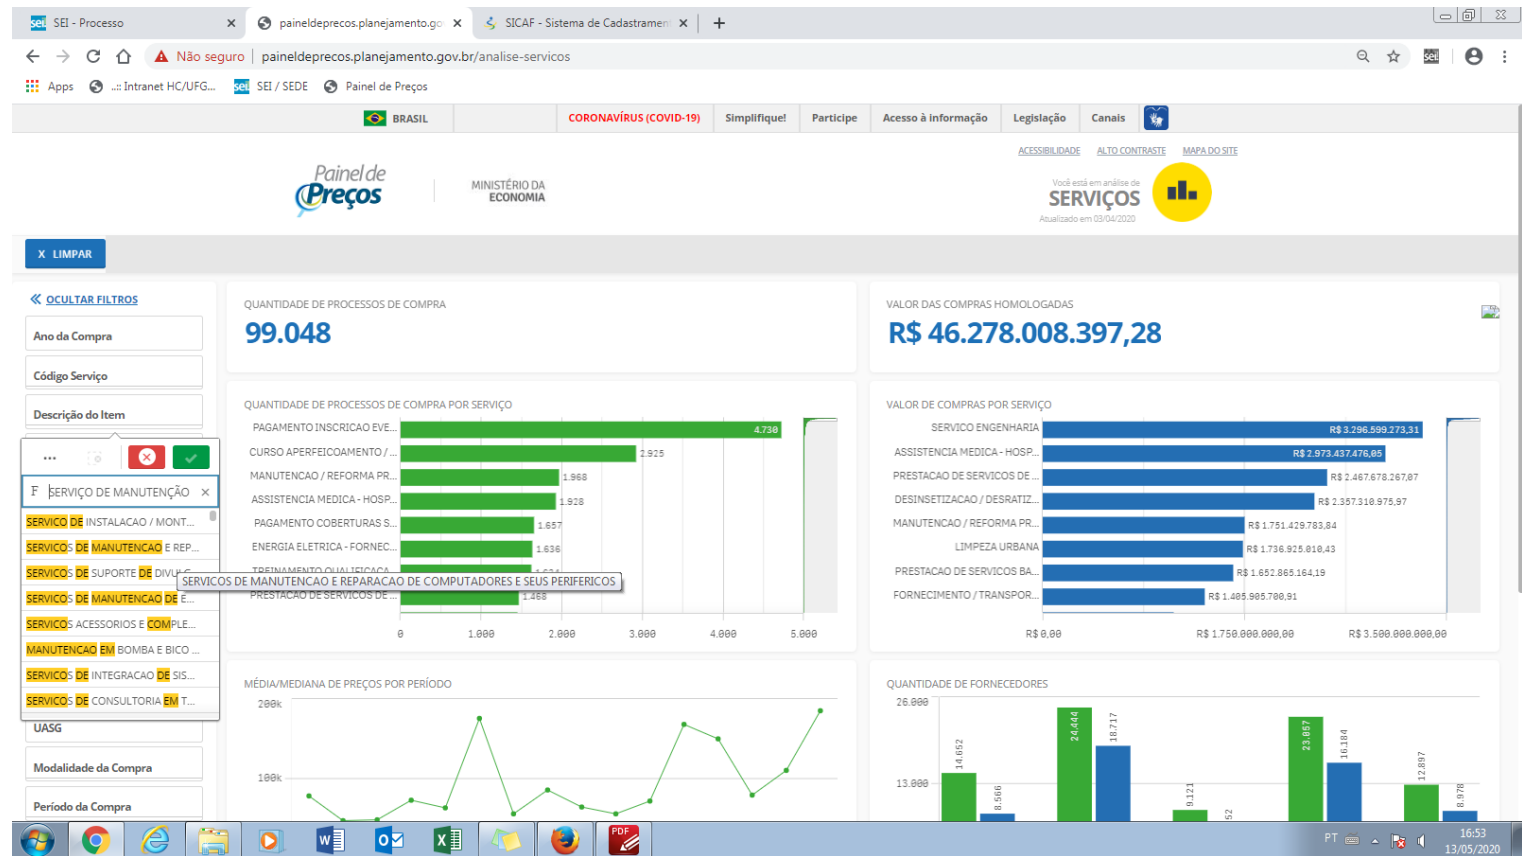 SEI - Processo
paineldeprecos.planejamento.go
SICAF - Sistema de Cadastramen
Não seguro
paineldeprecos.planejamento.gov.br/analise-servicos
Apps
..:: Intranet HC/UFG...
SEI / SEDE
Painel de Preços
BRASIL
CORONAVÍRUS (COVID-19)
Simplifique!
Participe
Acesso à informação
Legislação
Canais
ACESSIBILIDADE
ALTO CONTRASTE
MAPA DO SITE
Painel de
Preços
MINISTÉRIO DA
ECONOMIA
Você está em análise de
SERVIÇOS
Atualizado em 03/04/2020
X LIMPAR
OCULTAR FILTROS
Ano da Compra
Código Serviço
Descrição do Item
F SERVIÇO DE MANUTENÇÃO ×
SERVICO DE INSTALACAO / MONT...
SERVICOS DE MANUTENCAO E REP...
SERVICOS DE SUPORTE DE
SERVICOS DE MANUTENCAO E REPARACAO DE COMPUTADORES E SEUS PERIFERICOS
SERVICOS DE MANUTENCAO DE E...
SERVICOS ACESSORIOS E COMPLE...
MANUTENCAO EM BOMBA E BICO ...
SERVICOS DE INTEGRACAO DE SIS...
SERVICOS DE CONSULTORIA EM T...
UASG
Modalidade da Compra
Período da Compra
QUANTIDADE DE PROCESSOS DE COMPRA
99.048
VALOR DAS COMPRAS HOMOLOGADAS
R$ 46.278.008.397,28
QUANTIDADE DE PROCESSOS DE COMPRA POR SERVIÇO
PAGAMENTO INSCRICAO EVE... 4.730
CURSO APERFEICOAMENTO /... 2.925
MANUTENCAO / REFORMA PR... 1.968
ASSISTENCIA MEDICA - HOSP... 1.928
PAGAMENTO COBERTURAS S... 1.657
ENERGIA ELETRICA - FORNEC... 1.636
PRESTACAO DE SERVICOS DE ... 1.468
0 1.000 2.000 3.000 4.000 5.000
VALOR DE COMPRAS POR SERVIÇO
SERVICO ENGENHARIA R$ 3.296.599.273,31
ASSISTENCIA MEDICA - HOSP... R$ 2.973.437.476,05
PRESTACAO DE SERVICOS DE ... R$ 2.467.678.267,07
DESINSETIZACAO / DESRATIZ... R$ 2.357.310.975,97
MANUTENCAO / REFORMA PR... R$ 1.751.429.783,84
LIMPEZA URBANA R$ 1.736.925.010,43
PRESTACAO DE SERVICOS BA... R$ 1.652.865.164,19
FORNECIMENTO / TRANSPOR... R$ 1.405.905.700,91
R$ 0,00 R$ 1.750.000.000,00 R$ 3.500.000.000,00
MÉDIA/MEDIANA DE PREÇOS POR PERÍODO
200k
100k
QUANTIDADE DE FORNECEDORES
26.000
13.000
14.652
8.566
24.444
18.717
9.121
52
23.857
16.184
12.897
8.978
PDF
PT
16:53
13/05/2020